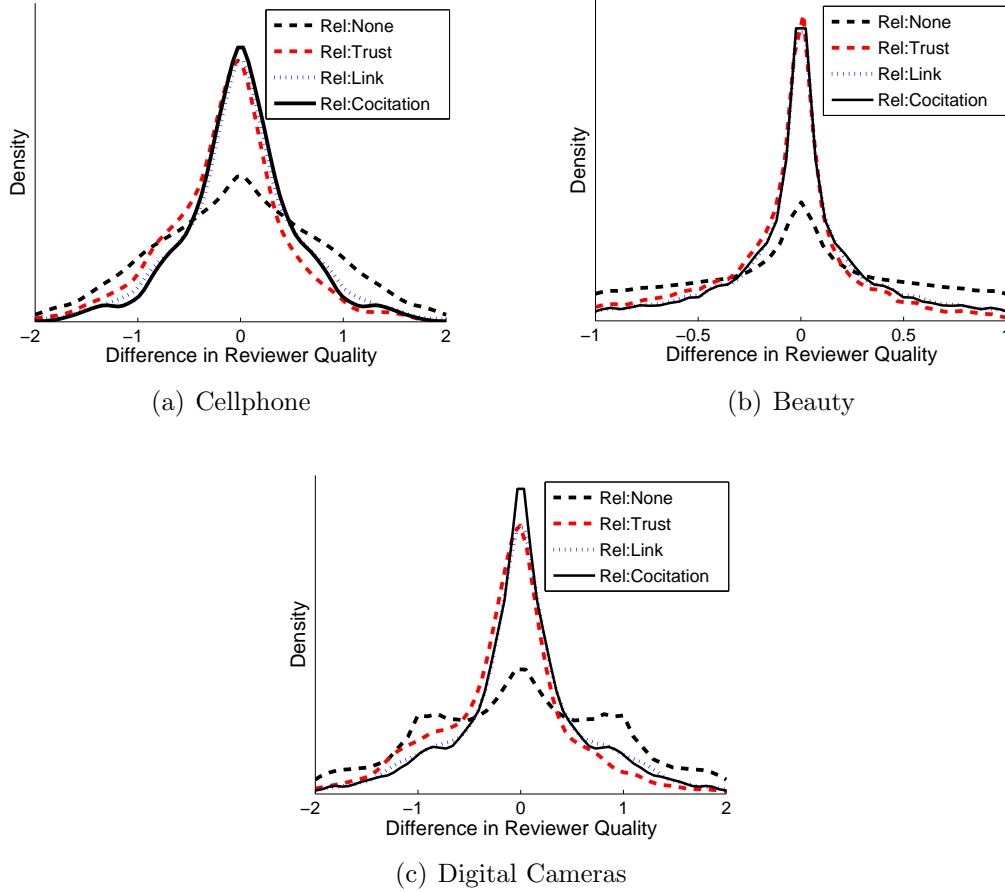 Rel:None
Rel:Trust
Rel:Link
Rel:Cocitation
Density
−2 −1 0 1 2
Difference in Reviewer Quality
(a) Cellphone
Rel:None
Rel:Trust
Rel:Link
Rel:Cocitation
Density
−1 −0.5 0 0.5 1
Difference in Reviewer Quality
(b) Beauty
Rel:None
Rel:Trust
Rel:Link
Rel:Cocitation
Density
−2 −1 0 1 2
Difference in Reviewer Quality
(c) Digital Cameras